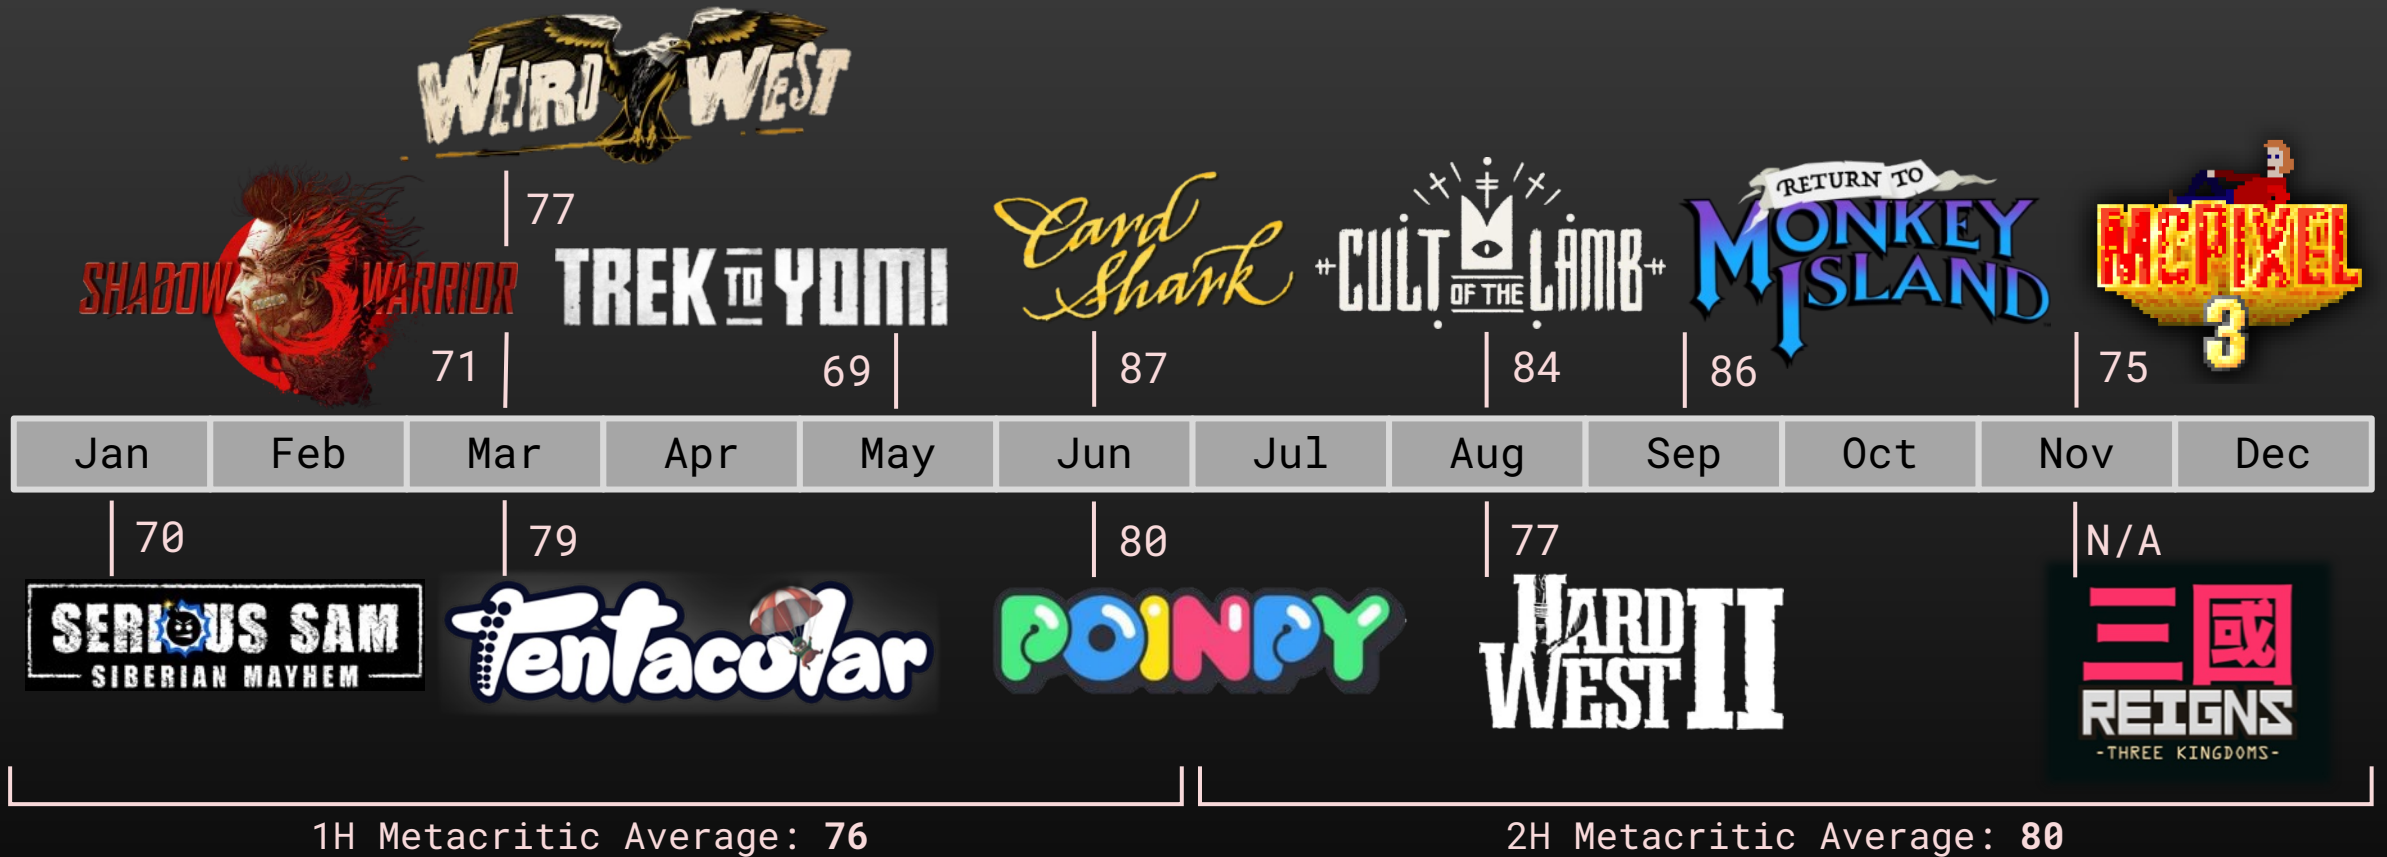 WEIRD WEST
77
SHADOW WARRIOR
3
71
TREK TO YOMI
69
Card
Shark
87
CULT OF THE LAMB
84
RETURN TO
MONKEY
ISLAND
86
MCPIXEL
3
75
Jan Feb Mar Apr May Jun Jul Aug Sep Oct Nov Dec
70
SERIOUS SAM
SIBERIAN MAYHEM
79
Tentacular
80
POINPY
77
HARD
WEST II
N/A
三國
REIGNS
-THREE KINGDOMS-
1H Metacritic Average: 76
2H Metacritic Average: 80